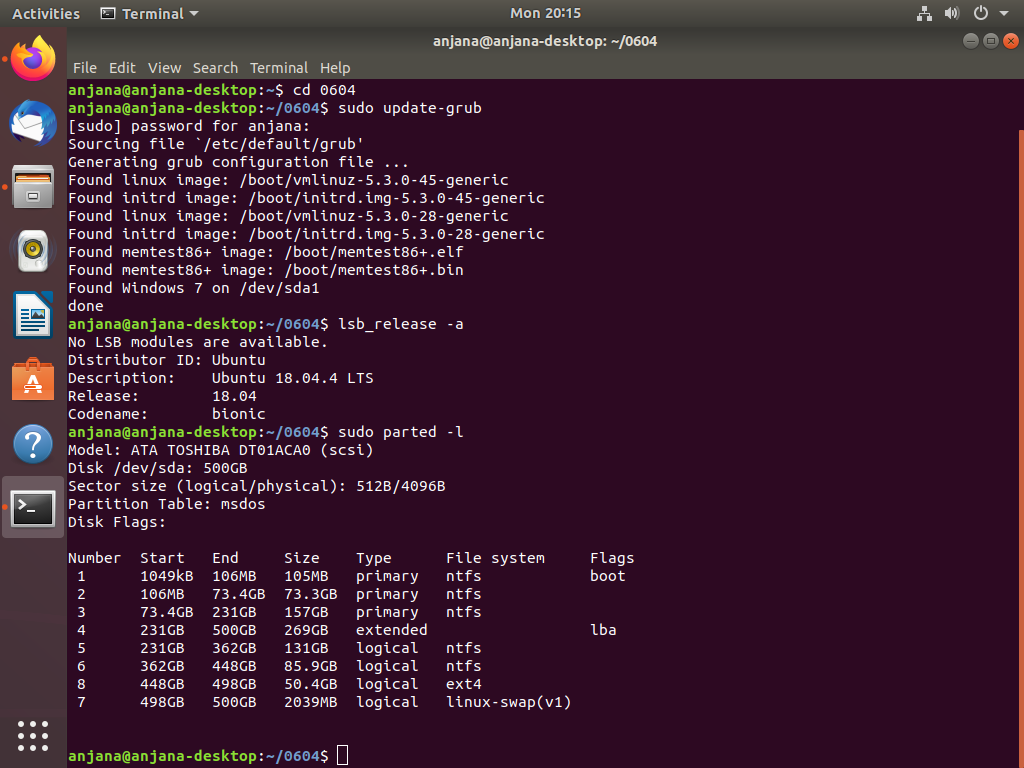 Activities Terminal Mon 20:15
anjana@anjana-desktop: ~/0604
File Edit View Search Terminal Help
anjana@anjana-desktop:~$ cd 0604
anjana@anjana-desktop:~/0604$ sudo update-grub
[sudo] password for anjana:
Sourcing file `/etc/default/grub'
Generating grub configuration file ...
Found linux image: /boot/vmlinuz-5.3.0-45-generic
Found initrd image: /boot/initrd.img-5.3.0-45-generic
Found linux image: /boot/vmlinuz-5.3.0-28-generic
Found initrd image: /boot/initrd.img-5.3.0-28-generic
Found memtest86+ image: /boot/memtest86+.elf
Found memtest86+ image: /boot/memtest86+.bin
Found Windows 7 on /dev/sda1
done
anjana@anjana-desktop:~/0604$ lsb_release -a
No LSB modules are available.
Distributor ID: Ubuntu
Description:    Ubuntu 18.04.4 LTS
Release:        18.04
Codename:       bionic
anjana@anjana-desktop:~/0604$ sudo parted -l
Model: ATA TOSHIBA DT01ACA0 (scsi)
Disk /dev/sda: 500GB
Sector size (logical/physical): 512B/4096B
Partition Table: msdos
Disk Flags:
Number  Start   End     Size    Type      File system     Flags
 1      1049kB  106MB   105MB   primary   ntfs            boot
 2      106MB   73.4GB  73.3GB  primary   ntfs
 3      73.4GB  231GB   157GB   primary   ntfs
 4      231GB   500GB   269GB   extended                  lba
 5      231GB   362GB   131GB   logical   ntfs
 6      362GB   448GB   85.9GB  logical   ntfs
 8      448GB   498GB   50.4GB  logical   ext4
 7      498GB   500GB   2039MB  logical   linux-swap(v1)
anjana@anjana-desktop:~/0604$